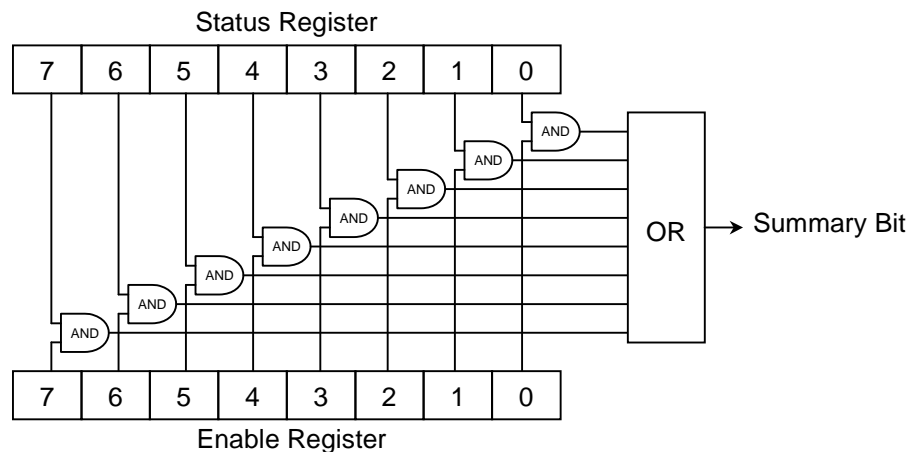 Status Register
7 6 5 4 3 2 1 0
AND
AND
AND
AND
AND
OR
Summary Bit
AND
AND
AND
7 6 5 4 3 2 1 0
Enable Register